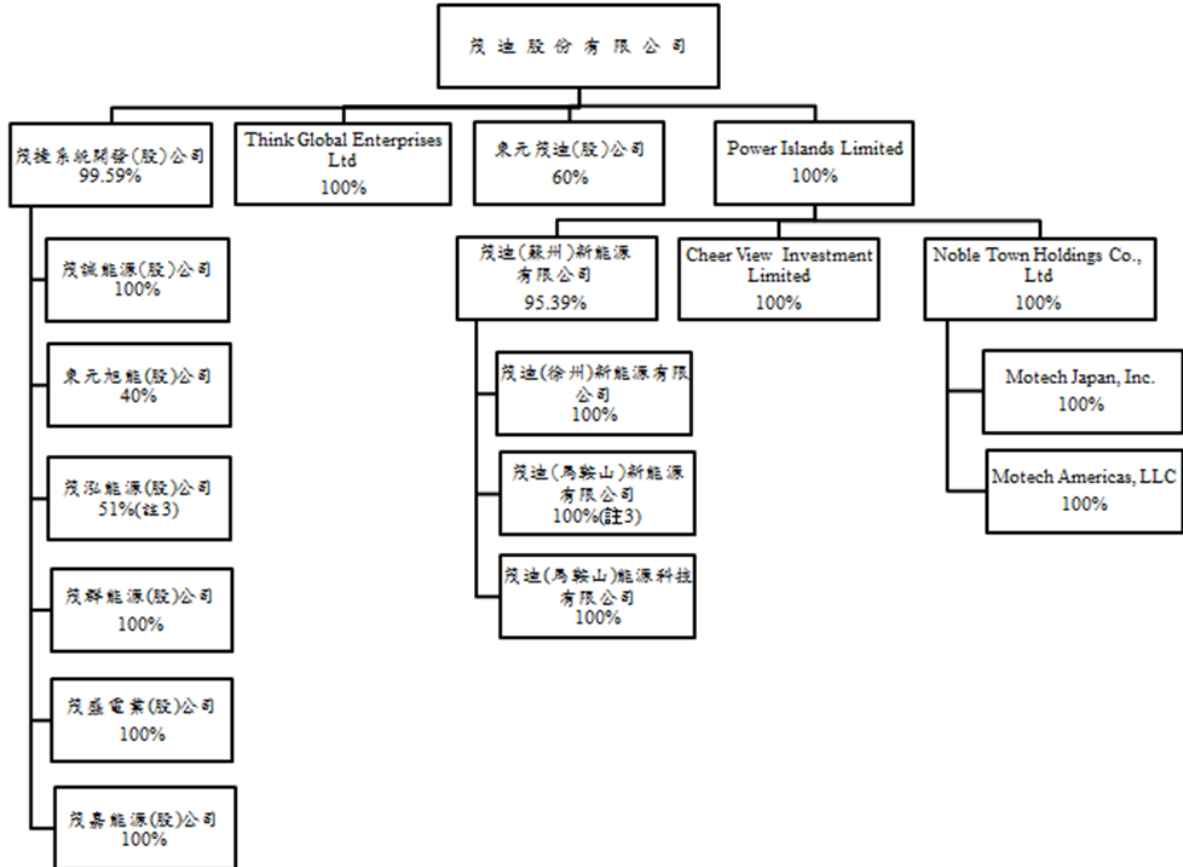 茂迪股份有限公司
茂捷系統開發(股)公司
99.59%
Think Global Enterprises
Ltd
100%
東元茂迪(股)公司
60%
Power Islands Limited
100%
茂誠能源(股)公司
100%
東元旭能(股)公司
40%
茂泓能源(股)公司
51%(註3)
茂群能源(股)公司
100%
茂盛電業(股)公司
100%
茂嘉能源(股)公司
100%
茂迪(蘇州)新能源
有限公司
95.39%
Cheer View Investment
Limited
100%
Noble Town Holdings Co.,
Ltd
100%
茂迪(徐州)新能源有限
公司
100%
茂迪(馬鞍山)新能源
有限公司
100%(註3)
茂迪(馬鞍山)能源科技
有限公司
100%
Motech Japan, Inc.
100%
Motech Americas, LLC
100%